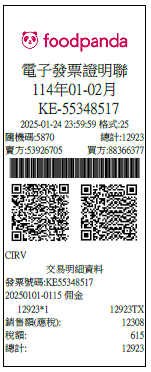 foodpanda
電子發票證明聯
114年01-02月
KE-55348517
2025-01-24 23:59:59 格式:25
隨機碼:5870 總計:12923
賣方:53926705 買方:88366377
CIRV
交易明細資料
發票號碼:KE55348517
20250101-0115 佣金
12923*1 12923TX
銷售額(應稅): 12308
稅額: 615
總計: 12923